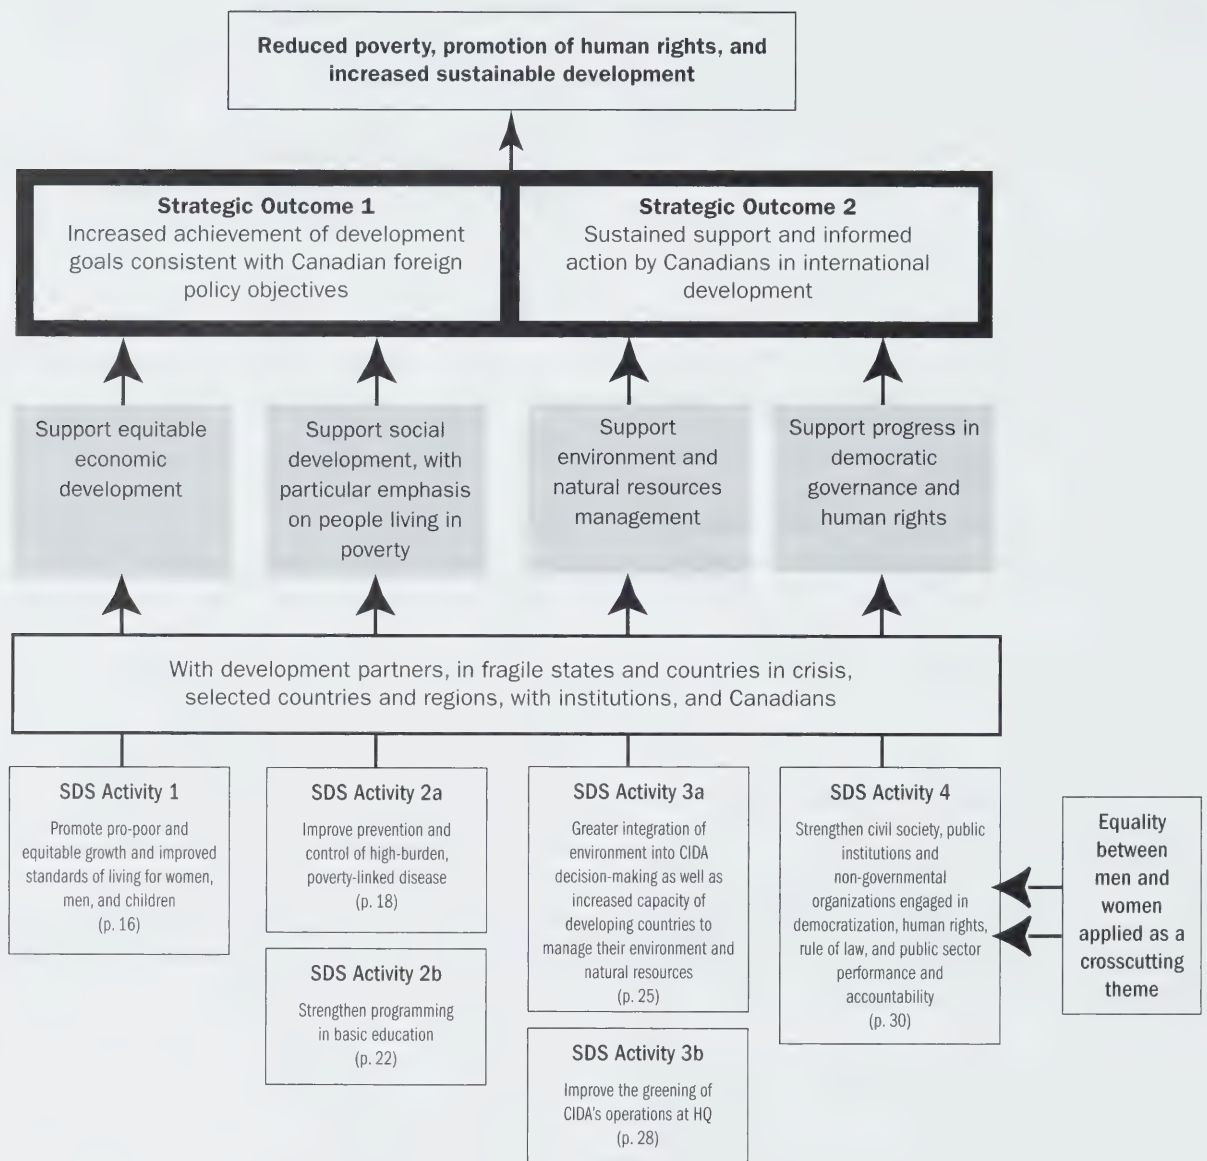 Reduced poverty, promotion of human rights, and
increased sustainable development
Strategic Outcome 1
Increased achievement of development
goals consistent with Canadian foreign
policy objectives
Strategic Outcome 2
Sustained support and informed
action by Canadians in international
development
Support equitable
economic
development
Support social
development, with
particular emphasis
on people living in
poverty
Support
environment and
natural resources
management
Support progress in
democratic
governance and
human rights
With development partners, in fragile states and countries in crisis,
selected countries and regions, with institutions, and Canadians
SDS Activity 1
Promote pro-poor and
equitable growth and improved
standards of living for women,
men, and children
(p. 16)
SDS Activity 2a
Improve prevention and
control of high-burden,
poverty-linked disease
(p. 18)
SDS Activity 2b
Strengthen programming
in basic education
(p. 22)
SDS Activity 3a
Greater integration of
environment into CIDA
decision-making as well as
increased capacity of
developing countries to
manage their environment and
natural resources
(p. 25)
SDS Activity 3b
Improve the greening of
CIDA's operations at HQ
(p. 28)
SDS Activity 4
Strengthen civil society, public
institutions and
non-governmental
organizations engaged in
democratization, human rights,
rule of law, and public sector
performance and
accountability
(p. 30)
Equality
between
men and
women
applied as a
crosscutting
theme